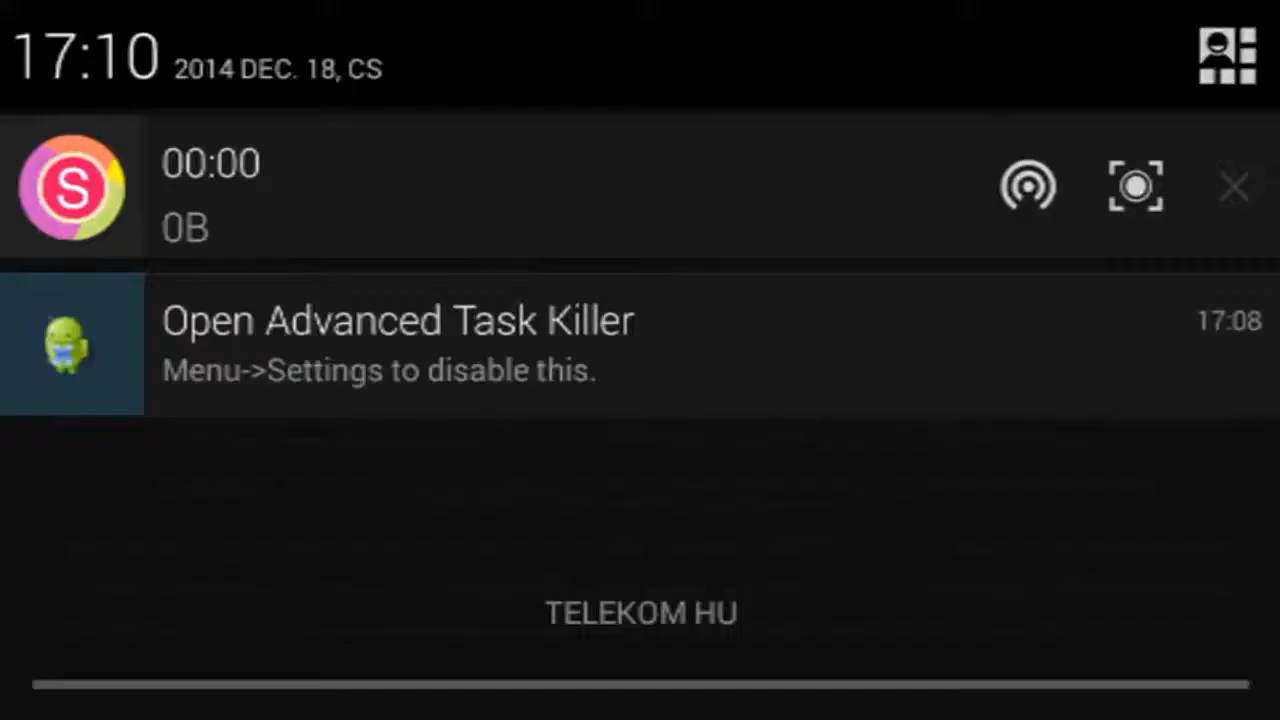 17:10 2014 DEC. 18, CS
S
00:00
0B
Open Advanced Task Killer 17:08
Menu->Settings to disable this.
TELEKOM HU